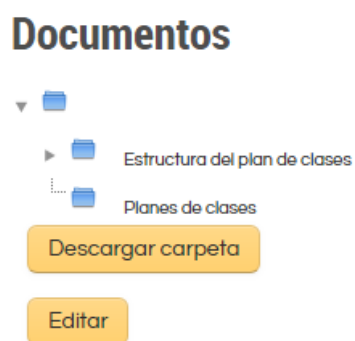 Documentos
Estructura del plan de clases
Planes de clases
Descargar carpeta
Editar